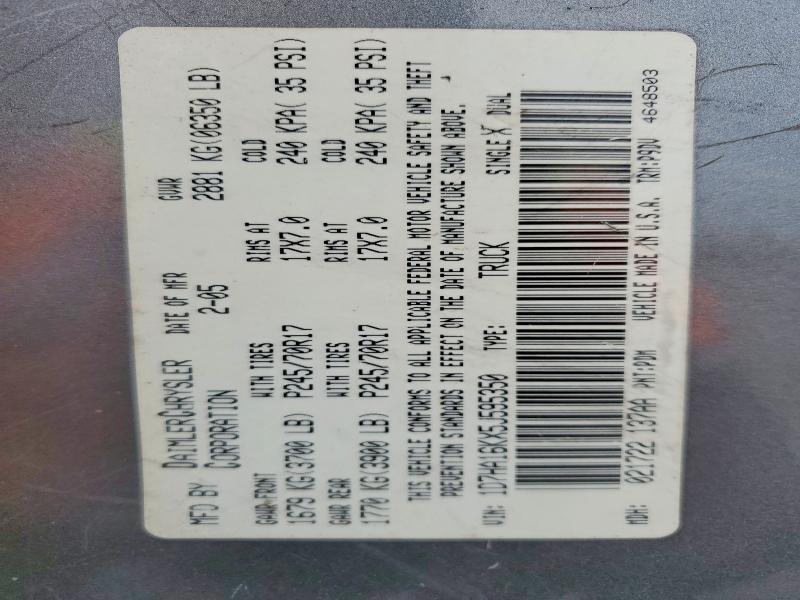 MFD BY DAIMLERCHRYSLER CORPORATION DATE OF MFR 2-05 GVWR 2881 KG(06350 LB)
GAWR FRONT WITH TIRES RIMS AT COLD
1679 KG(3700 LB) P245/70R17 17X7.0 240 KPA( 35 PSI)
GAWR REAR WITH TIRES RIMS AT COLD
1770 KG(3900 LB) P245/70R17 17X7.0 240 KPA( 35 PSI)
THIS VEHICLE CONFORMS TO ALL APPLICABLE FEDERAL MOTOR VEHICLE SAFETY AND THEFT
PREVENTION STANDARDS IN EFFECT ON THE DATE OF MANUFACTURE SHOWN ABOVE.
VIN: 1D7HA16KX5J595350 TYPE: TRUCK SINGLE X DUAL
MDH: 021722 137AA PNT:PDM VEHICLE MADE IN U.S.A. TRM:P9DV 4648503